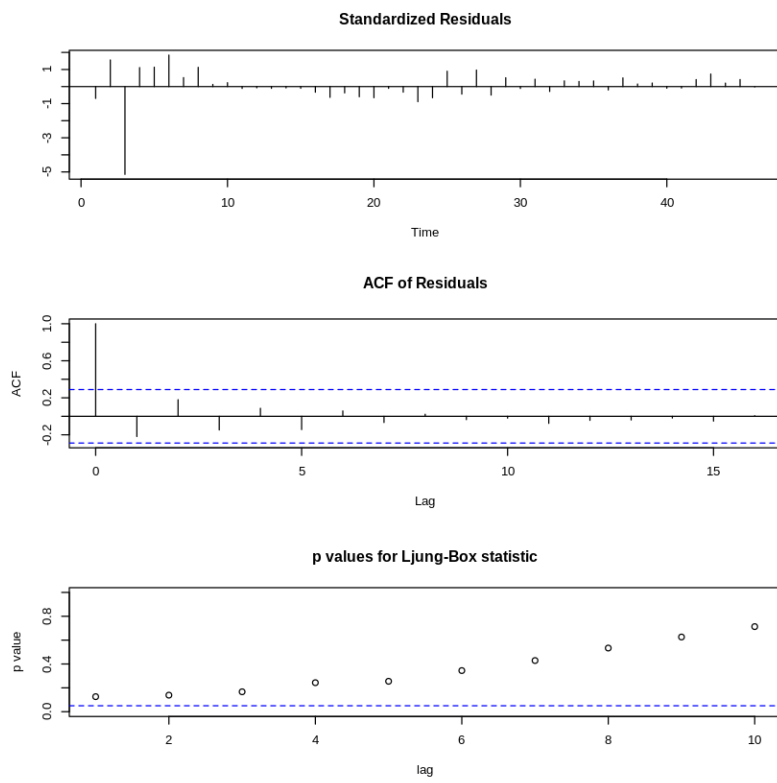 Standardized Residuals
1
-1
-3
-5
0 10 20 30 40
Time
ACF of Residuals
1.0
0.6
0.2
-0.2
ACF
0 5 10 15
Lag
p values for Ljung-Box statistic
0.8
0.4
0.0
p value
2 4 6 8 10
lag